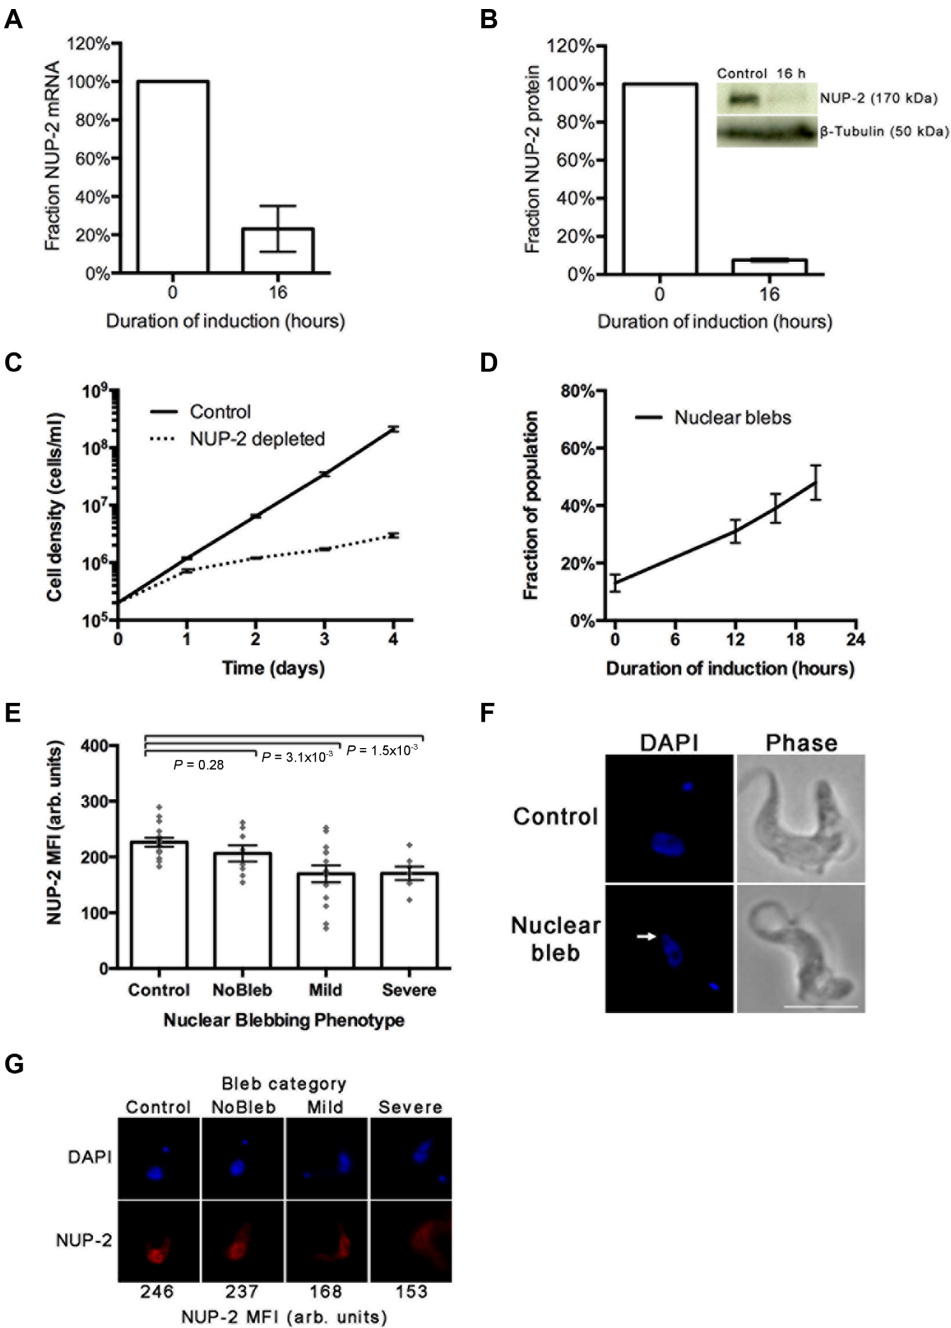 A
120%
100%
80%
60%
40%
20%
0%
Fraction NUP-2 mRNA
0 16
Duration of induction (hours)
B
120%
100%
80%
60%
40%
20%
0%
Fraction NUP-2 protein
Control 16 h
NUP-2 (170 kDa)
β-Tubulin (50 kDa)
0 16
Duration of induction (hours)
C
10⁹
10⁸
10⁷
10⁶
10⁵
Cell density (cells/ml)
Control
NUP-2 depleted
0 1 2 3 4
Time (days)
D
80%
60%
40%
20%
0%
Fraction of population
Nuclear blebs
0 6 12 18 24
Duration of induction (hours)
E
400
300
200
100
0
NUP-2 MFI (arb. units)
P = 0.28
P = 3.1x10⁻³
P = 1.5x10⁻³
Control NoBleb Mild Severe
Nuclear Blebbing Phenotype
F
DAPI Phase
Control
Nuclear
bleb
G
Bleb category
Control NoBleb Mild Severe
DAPI
NUP-2
246 237 168 153
NUP-2 MFI (arb. units)